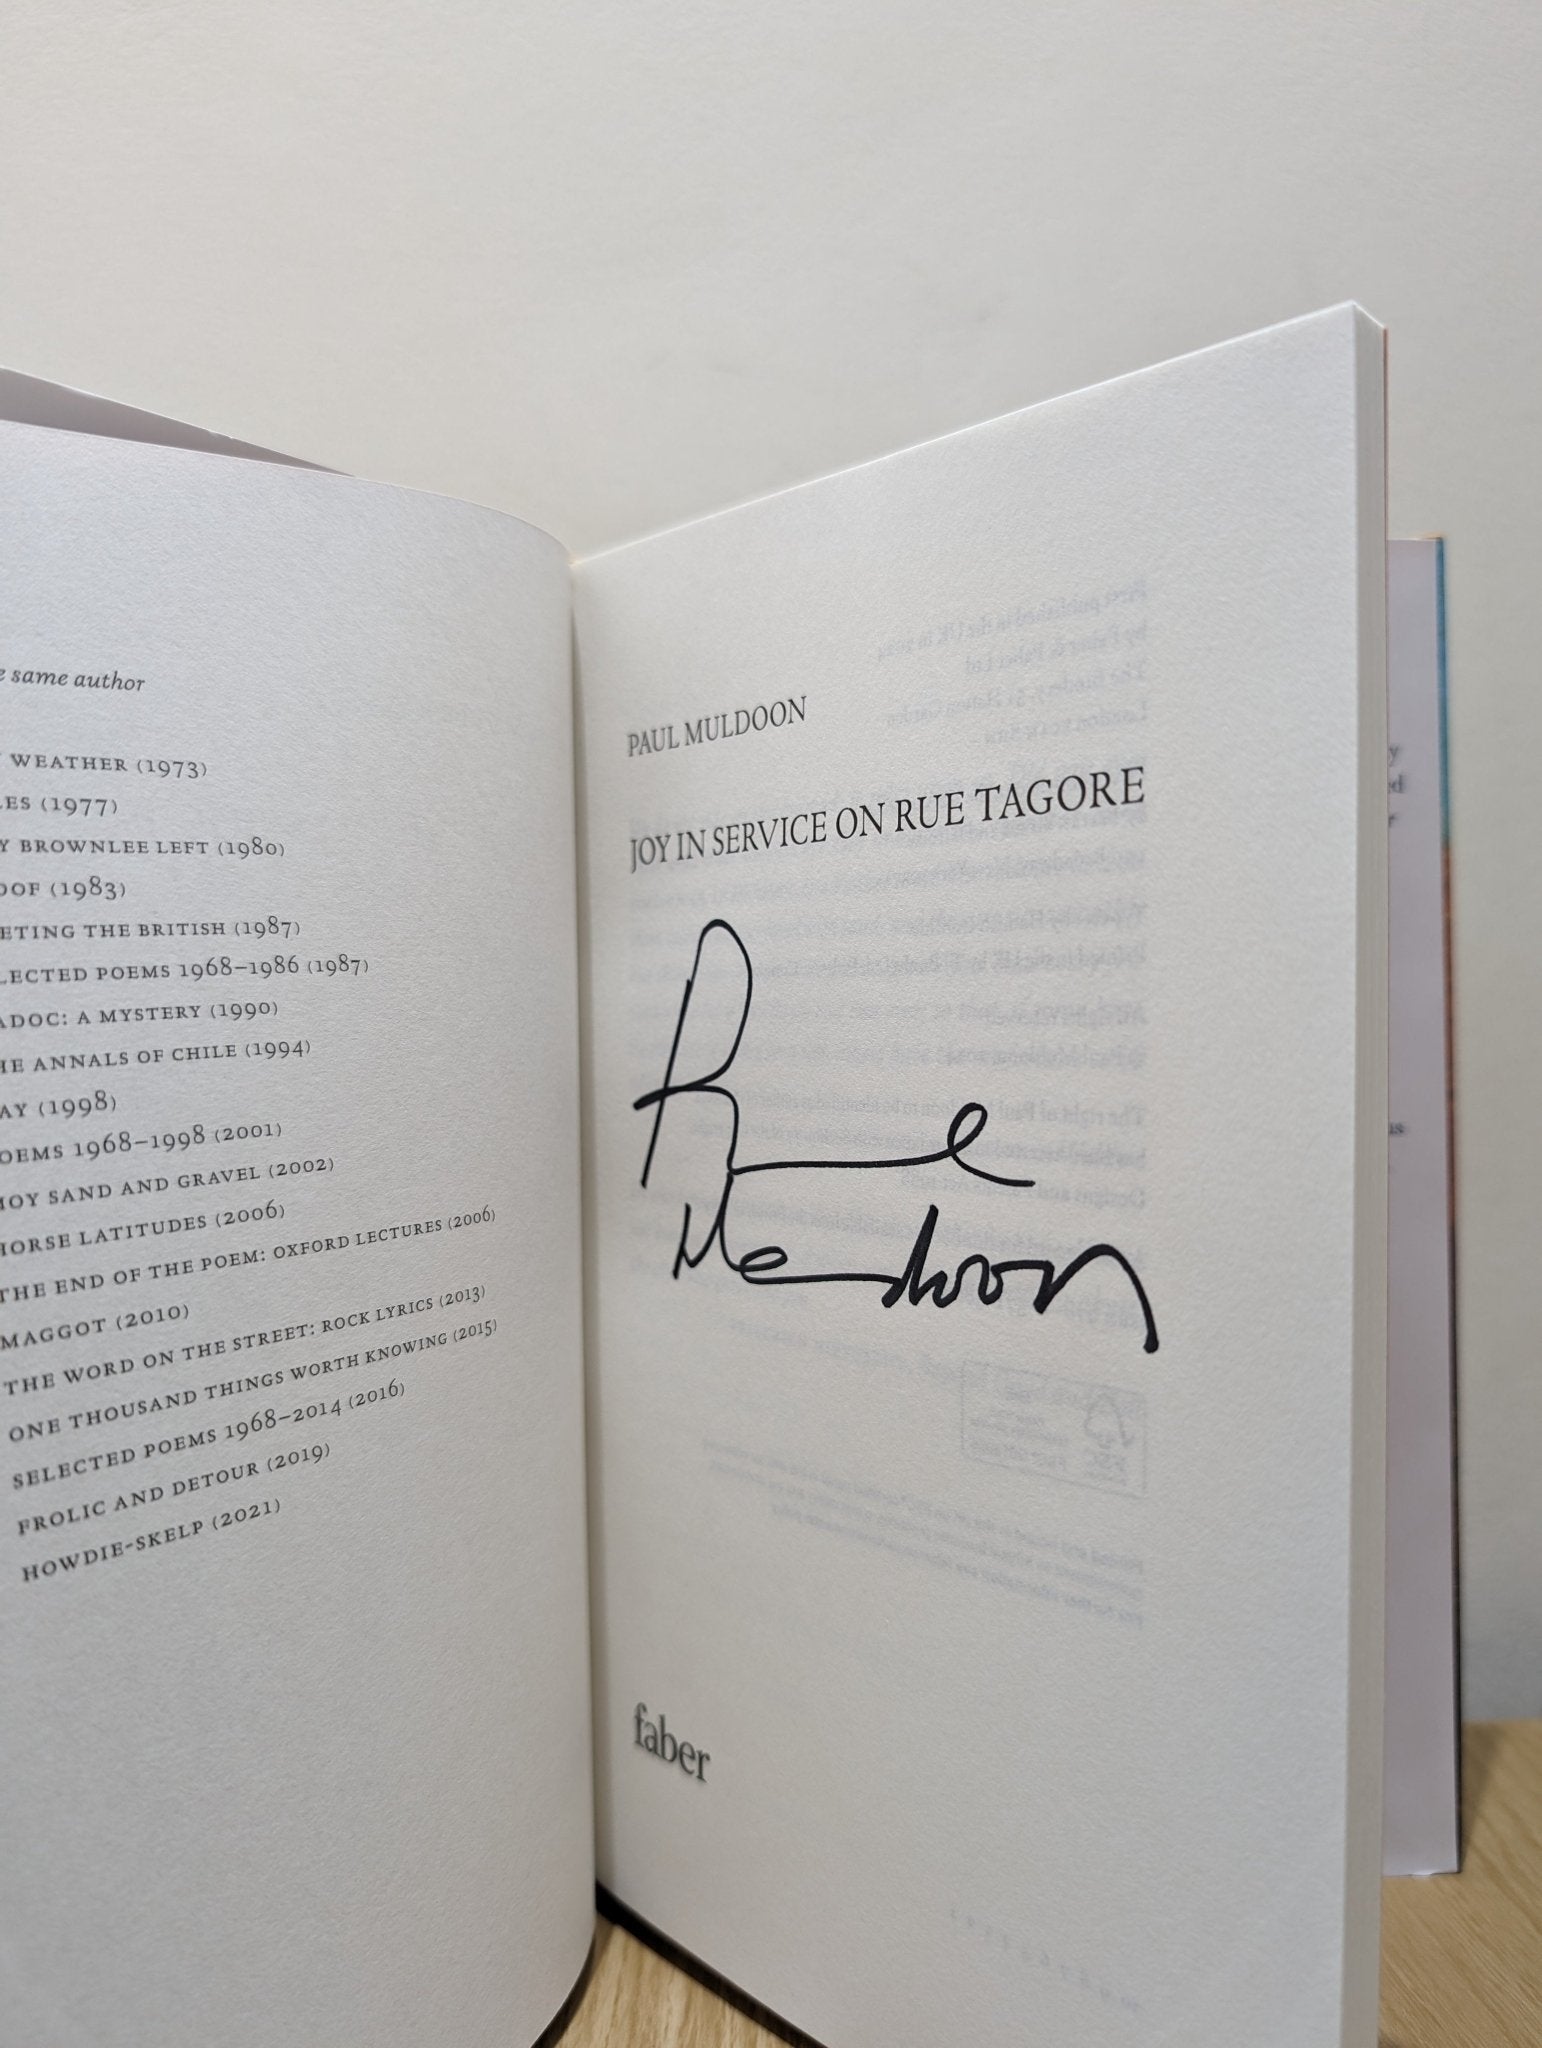 same author
WEATHER (1973)
LES (1977)
Y BROWNLEE LEFT (1980)
OOF (1983)
ETING THE BRITISH (1987)
LECTED POEMS 1968–1986 (1987)
ADOC: A MYSTERY (1990)
HE ANNALS OF CHILE (1994)
AY (1998)
OEMS 1968–1998 (2001)
MOY SAND AND GRAVEL (2002)
HORSE LATITUDES (2006)
THE END OF THE POEM: OXFORD LECTURES (2006)
MAGGOT (2010)
THE WORD ON THE STREET: ROCK LYRICS (2013)
ONE THOUSAND THINGS WORTH KNOWING (2015)
SELECTED POEMS 1968–2014 (2016)
FROLIC AND DETOUR (2019)
HOWDIE-SKELP (2021)
PAUL MULDOON
JOY IN SERVICE ON RUE TAGORE
Paul
Muldoon
faber